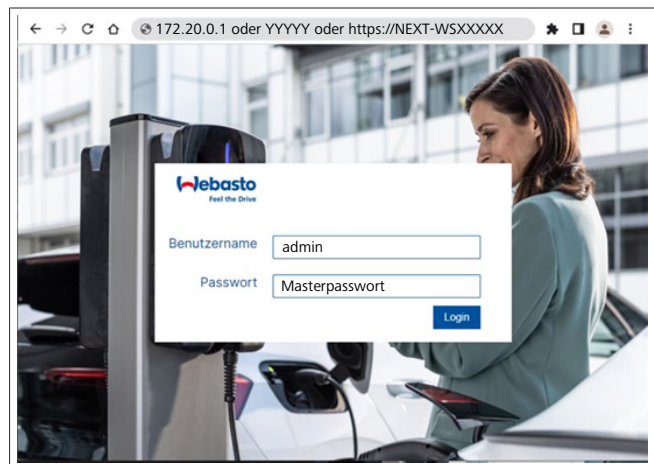 172.20.0.1 oder YYYYY oder https://NEXT-WSXXXXX
Webasto
Feel the Drive
Benutzername
admin
Passwort
Masterpasswort
Login